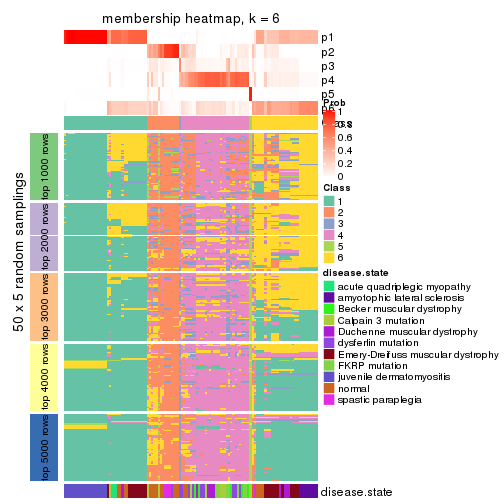 membership heatmap, k = 6
p1
p2
p3
p4
p5
p6
Prob
1
0.8
0.6
0.4
0.2
0
Class
1
2
3
4
5
6
disease.state
acute quadriplegic myopathy
amyotophic lateral sclerosis
Becker muscular dystrophy
Calpain 3 mutation
Duchenne muscular dystrophy
dysferlin mutation
Emery-Dreifuss muscular dystrophy
FKRP mutation
juvenile dermatomyositis
normal
spastic paraplegia
50 x 5 random samplings
top 1000 rows
top 2000 rows
top 3000 rows
top 4000 rows
top 5000 rows
disease.state